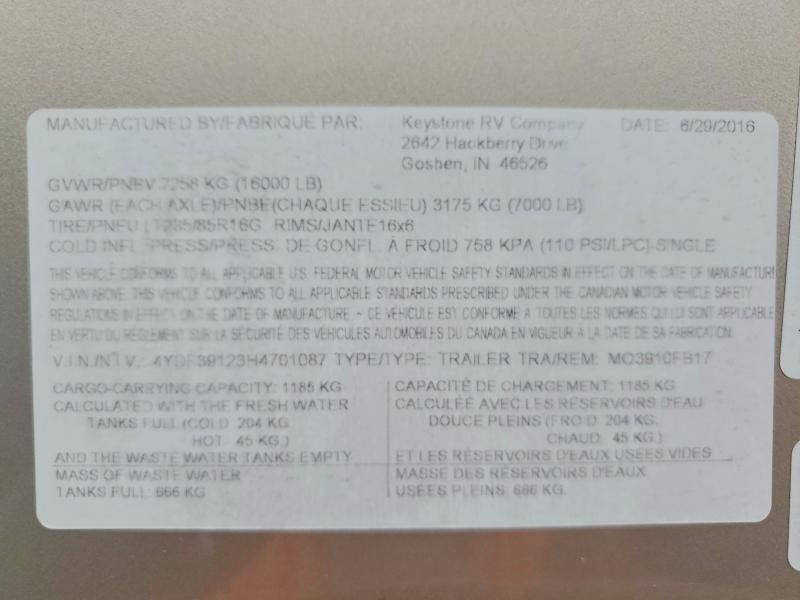 MANUFACTURED BY/FABRIQUÉ PAR: Keystone RV Company DATE: 6/29/2016
2642 Hackberry Drive
Goshen, IN 46526
GVWR/PNBV 7258 KG (16000 LB)
GAWR (EACH AXLE)/PNBE(CHAQUE ESSIEU) 3175 KG (7000 LB)
TIRE/PNEU LT235/85R16G RIMS/JANTE16x6
COLD INFL. PRESS/PRESS. DE GONFL. À FROID 758 KPA (110 PSI/LPC)-SINGLE
THIS VEHICLE CONFORMS TO ALL APPLICABLE U.S. FEDERAL MOTOR VEHICLE SAFETY STANDARDS IN EFFECT ON THE DATE OF MANUFACTURE
SHOWN ABOVE. THIS VEHICLE CONFORMS TO ALL APPLICABLE STANDARDS PRESCRIBED UNDER THE CANADIAN MOTOR VEHICLE SAFETY
REGULATIONS IN EFFECT ON THE DATE OF MANUFACTURE. ~ CE VÉHICULE EST CONFORME À TOUTES LES NORMES QUI LUI SONT APPLICABLE
EN VERTU DU RÈGLEMENT SUR LA SÉCURITÉ DES VÉHICULES AUTOMOBILES DU CANADA EN VIGUEUR À LA DATE DE SA FABRICATION.
V.I.N./N.I.V.: TYPE/TYPE: TRAILER TRA/REM: MO3910FB17
CARGO-CARRYING CAPACITY: 1185 KG
CALCULATED WITH THE FRESH WATER
TANKS FULL (COLD: 204 KG
HOT: 45 KG.)
AND THE WASTE WATER TANKS EMPTY
MASS OF WASTE WATER
TANKS FULL: 666 KG
CAPACITÉ DE CHARGEMENT: 1185 KG
CALCULÉE AVEC LES RÉSERVOIRS D'EAU
DOUCE PLEINS (FROID: 204 KG.
CHAUD: 45 KG.)
ET LES RÉSERVOIRS D'EAUX USÉES VIDES
MASSE DES RÉSERVOIRS D'EAUX
USÉES PLEINS: 666 KG.